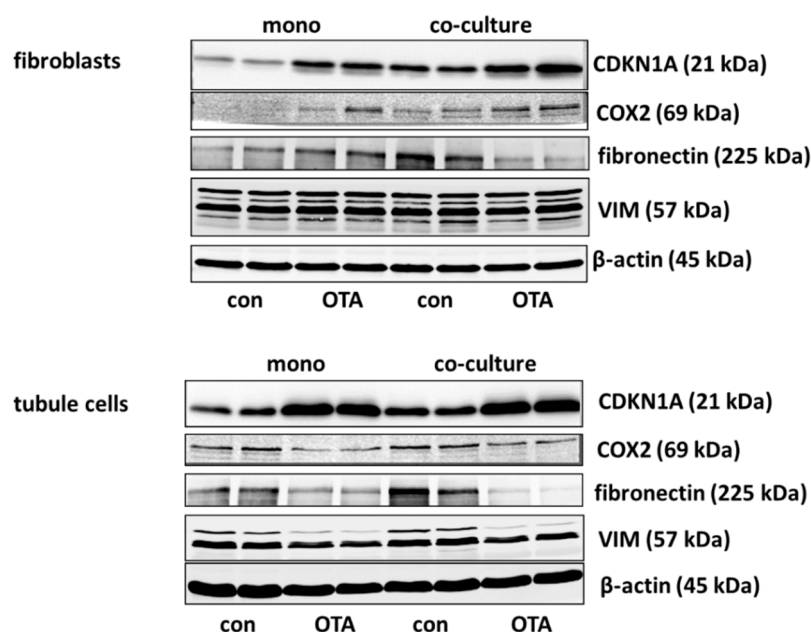 mono co-culture
fibroblasts
CDKN1A (21 kDa)
COX2 (69 kDa)
fibronectin (225 kDa)
VIM (57 kDa)
β-actin (45 kDa)
con OTA con OTA
mono co-culture
tubule cells
CDKN1A (21 kDa)
COX2 (69 kDa)
fibronectin (225 kDa)
VIM (57 kDa)
β-actin (45 kDa)
con OTA con OTA